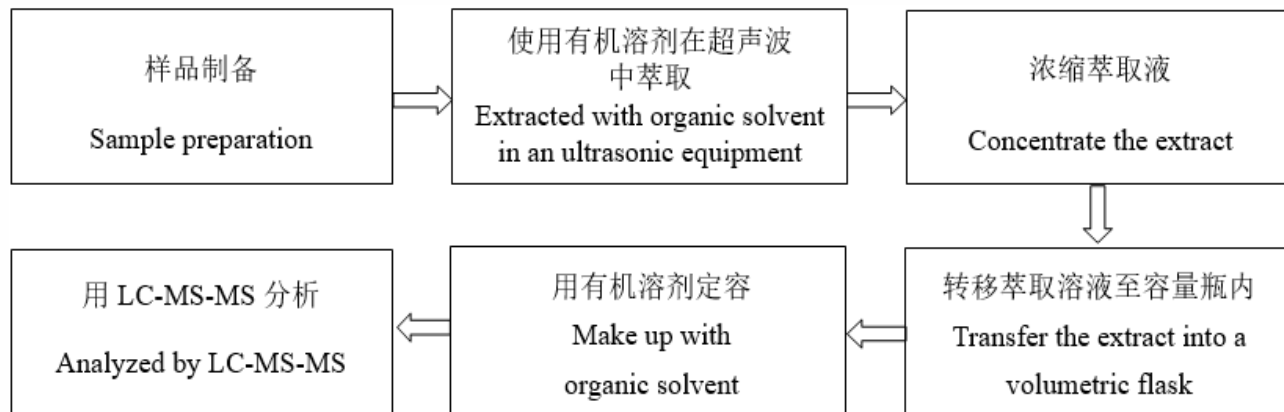 样品制备
Sample preparation
使用有机溶剂在超声波
中萃取
Extracted with organic solvent
in an ultrasonic equipment
浓缩萃取液
Concentrate the extract
转移萃取溶液至容量瓶内
Transfer the extract into a
volumetric flask
用有机溶剂定容
Make up with
organic solvent
用 LC-MS-MS 分析
Analyzed by LC-MS-MS